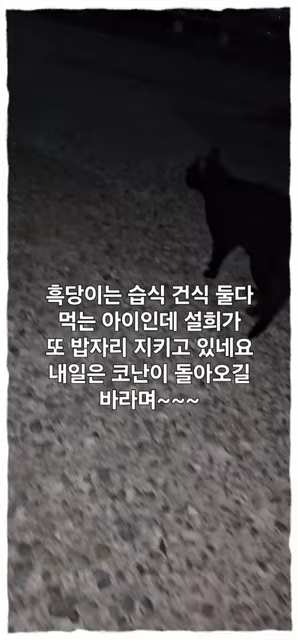 흑당이는 습식 건식 둘다
먹는 아이인데 설희가
또 밥자리 지키고 있네요
내일은 코난이 돌아오길
바라며~~~